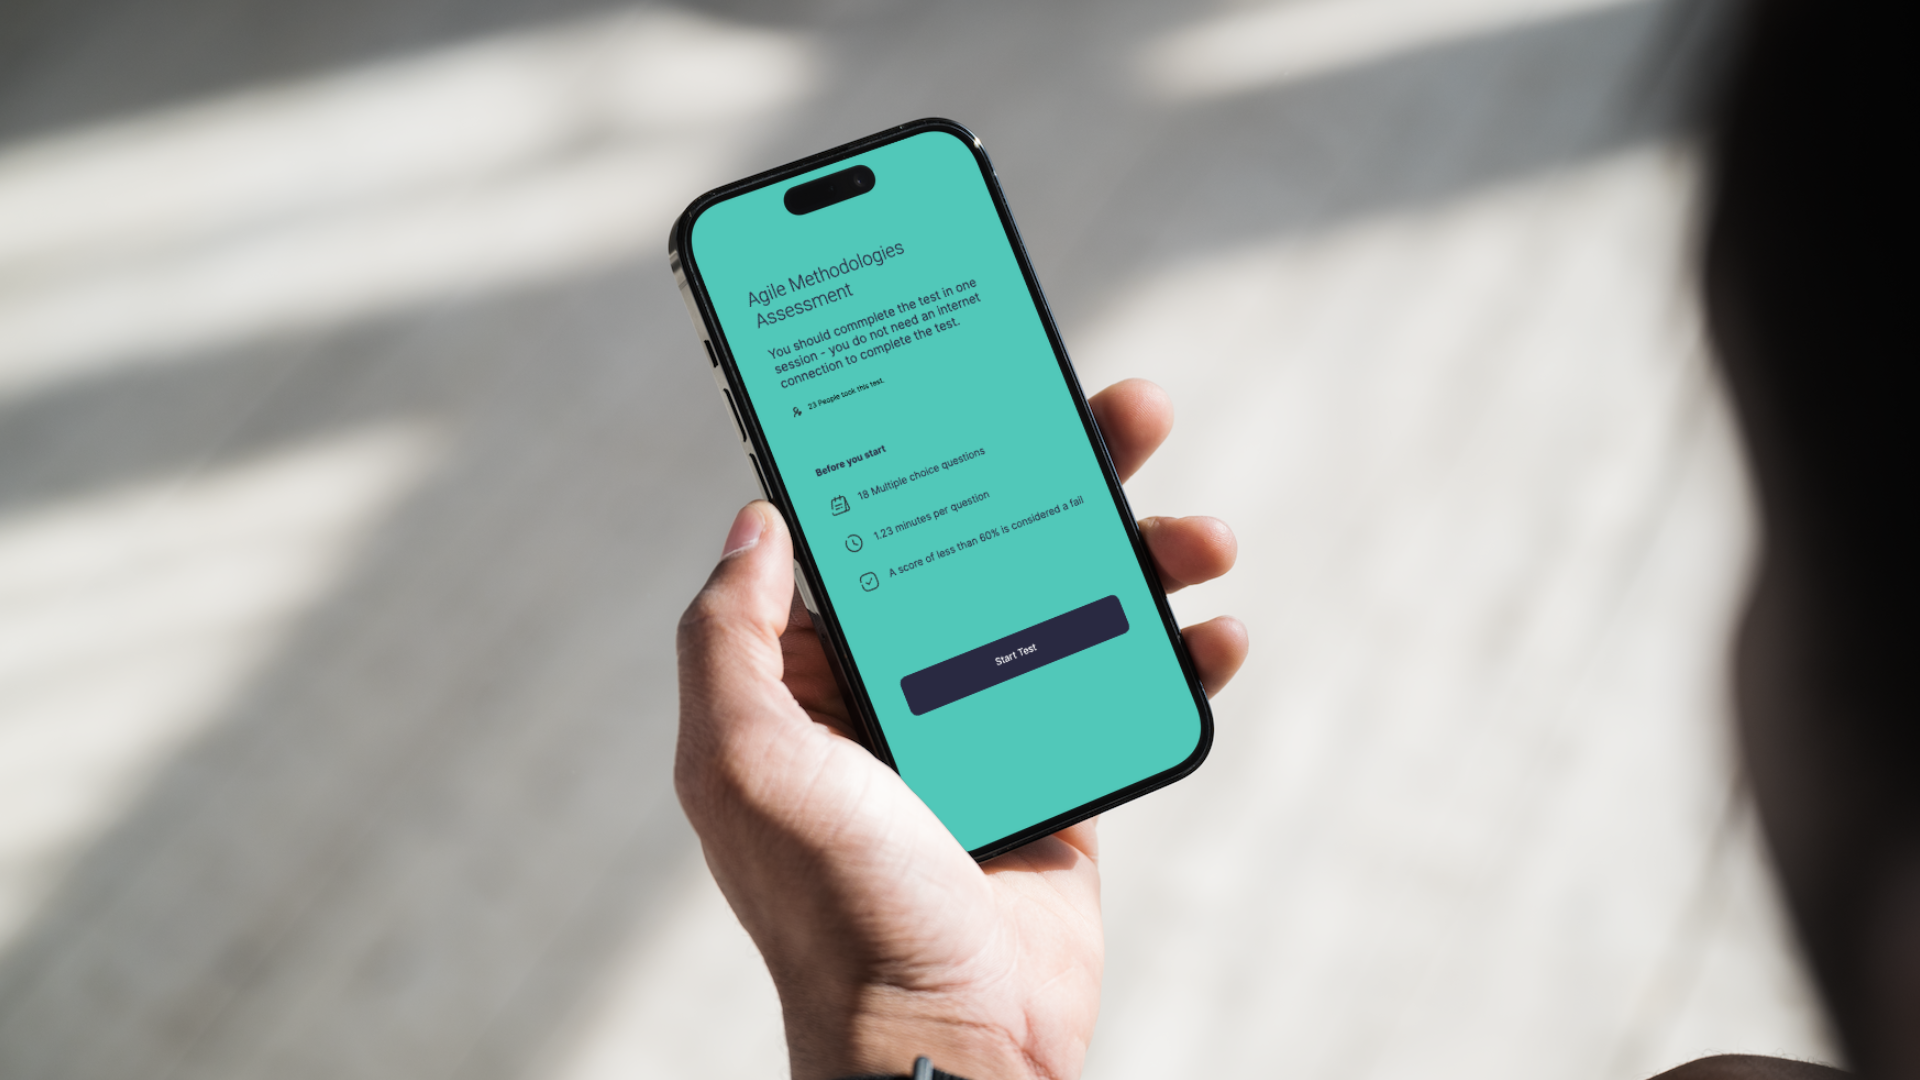 Agile Methodologies
Assessment
You should commplete the test in one
session - you do not need an internet
connection to complete the test.
23 People took this test.
Before you start
18 Multiple choice questions
1.23 minutes per question
A score of less than 60% is considered a fail
Start Test